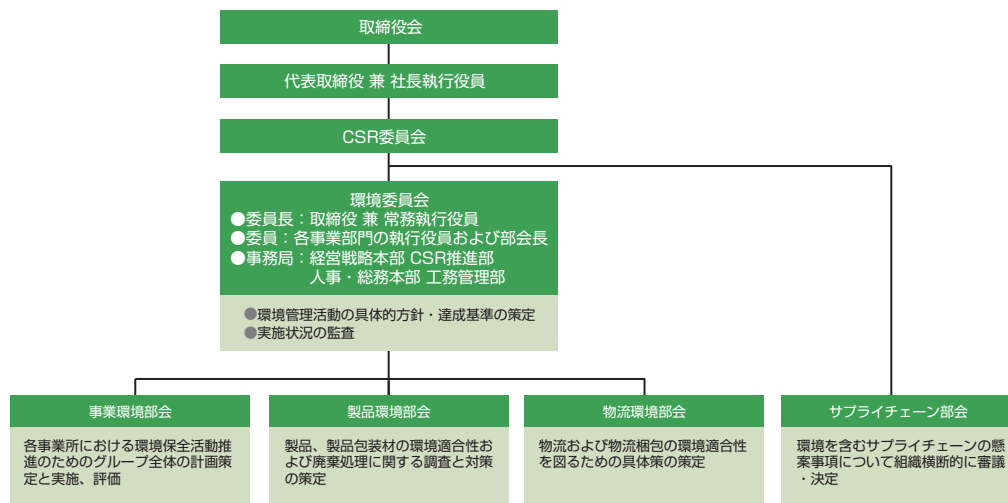 取締役会
代表取締役 兼 社長執行役員
CSR委員会
環境委員会
●委員長：取締役 兼 常務執行役員
●委員：各事業部門の執行役員および部会長
●事務局：経営戦略本部 CSR推進部
人事・総務本部 工務管理部
●環境管理活動の具体的方針・達成基準の策定
●実施状況の監査
事業環境部会
各事業所における環境保全活動推
進のためのグループ全体の計画策
定と実施、評価
製品環境部会
製品、製品包装材の環境適合性お
よび廃棄処理に関する調査と対策
の策定
物流環境部会
物流および物流梱包の環境適合性
を図るための具体策の策定
サプライチェーン部会
環境を含むサプライチェーンの懸
案事項について組織横断的に審議
・決定